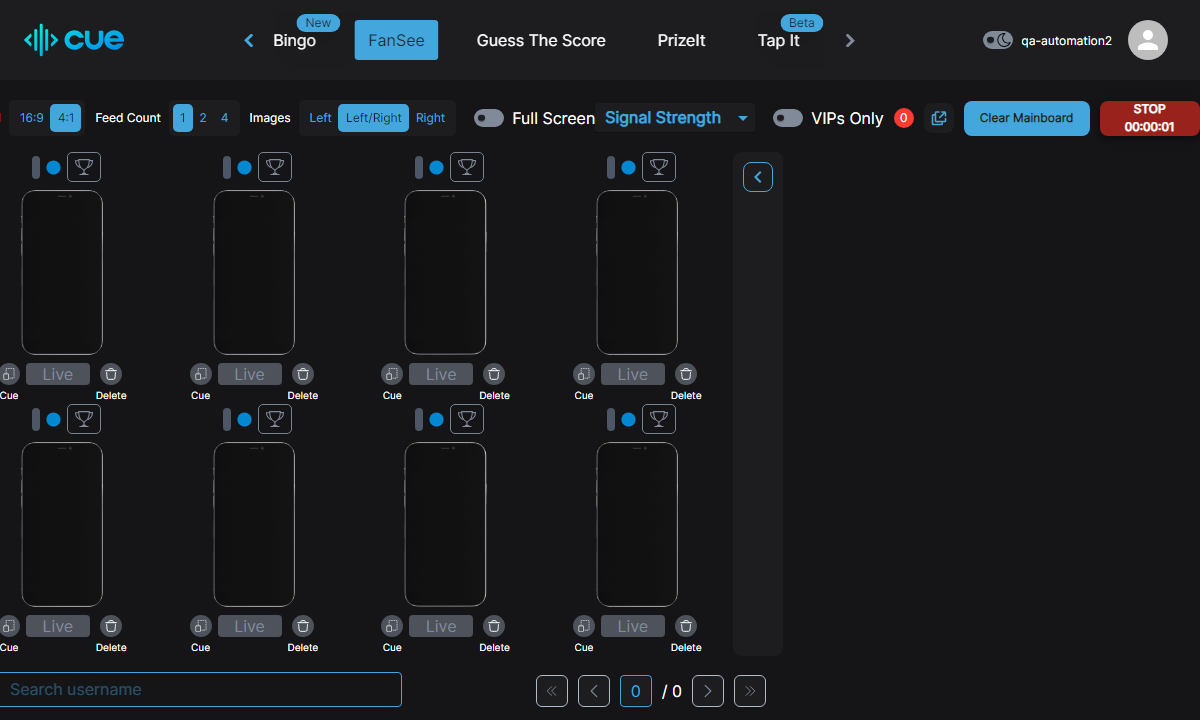 cue
New
Beta
Bingo FanSee Guess The Score PrizeIt Tap It
qa-automation2
16:9 4:1 Feed Count 1 2 4 Images Left Left/Right Right Full Screen Signal Strength VIPs Only 0 Clear Mainboard STOP
00:00:01
Live Live Live Live
Cue Delete Cue Delete Cue Delete Cue Delete
Live Live Live Live
Cue Delete Cue Delete Cue Delete Cue Delete
Search username
0 / 0